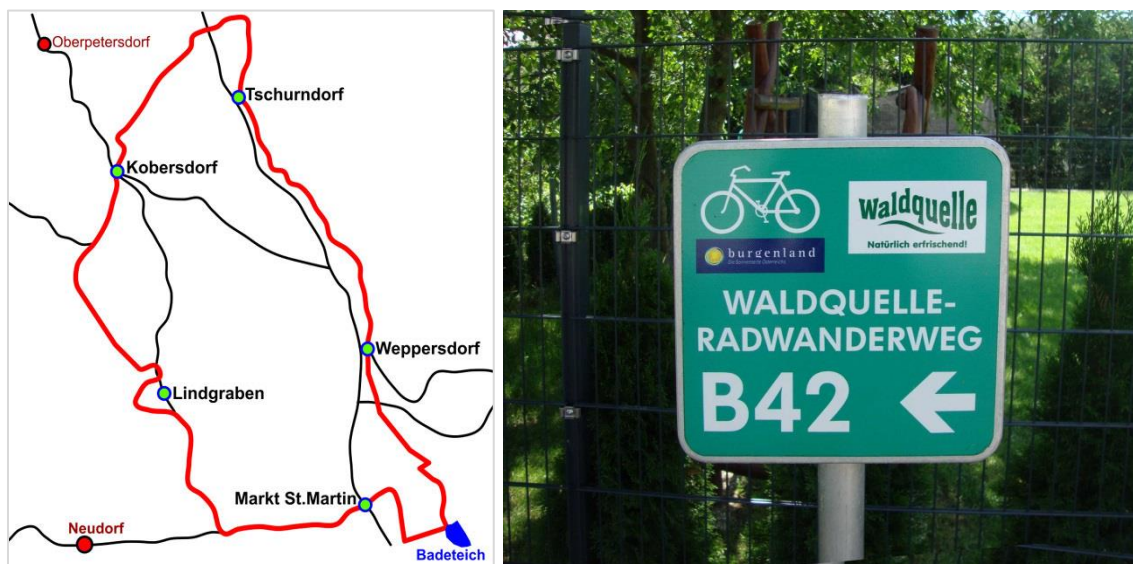 Oberpetersdorf
Tschurndorf
Kobersdorf
Weppersdorf
Lindgraben
Markt St.Martin
Neudorf
Badeteich
Waldquelle
Natürlich erfrischend!
burgenland
WALDQUELLE-
RADWANDERWEG
B42